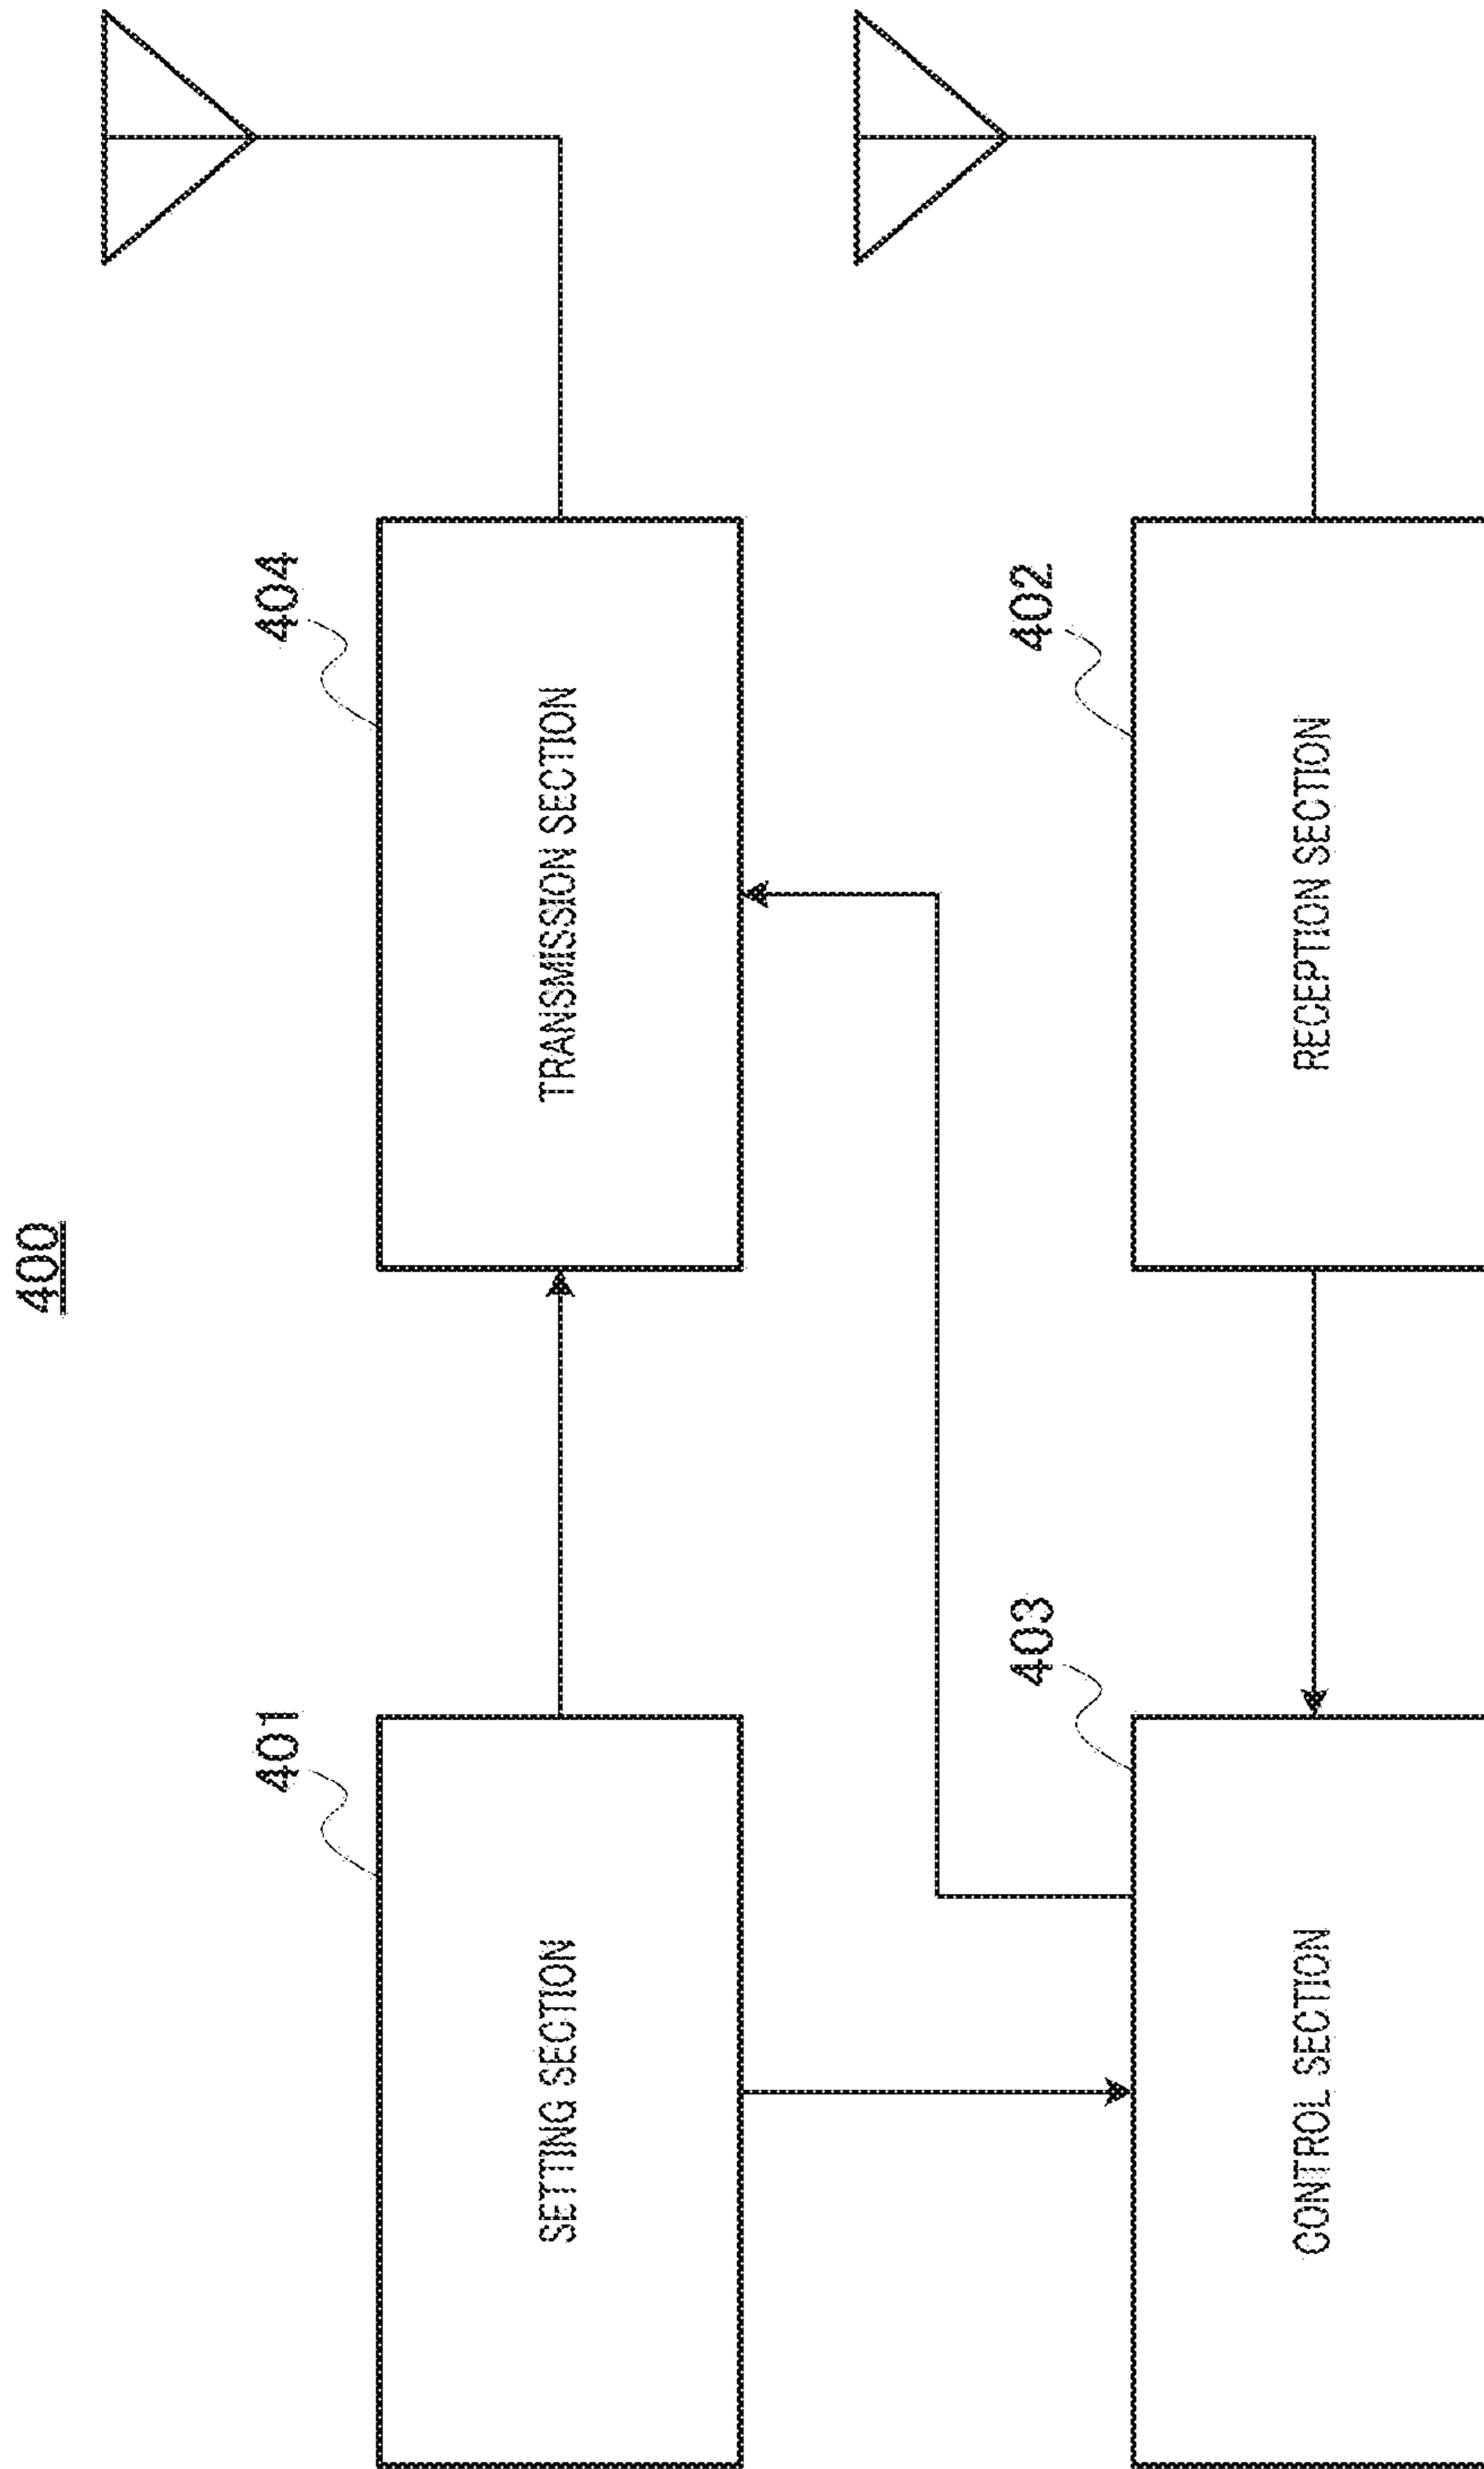 400
401
SETTING SECTION
404
TRANSMISSION SECTION
403
CONTROL SECTION
402
RECEPTION SECTION